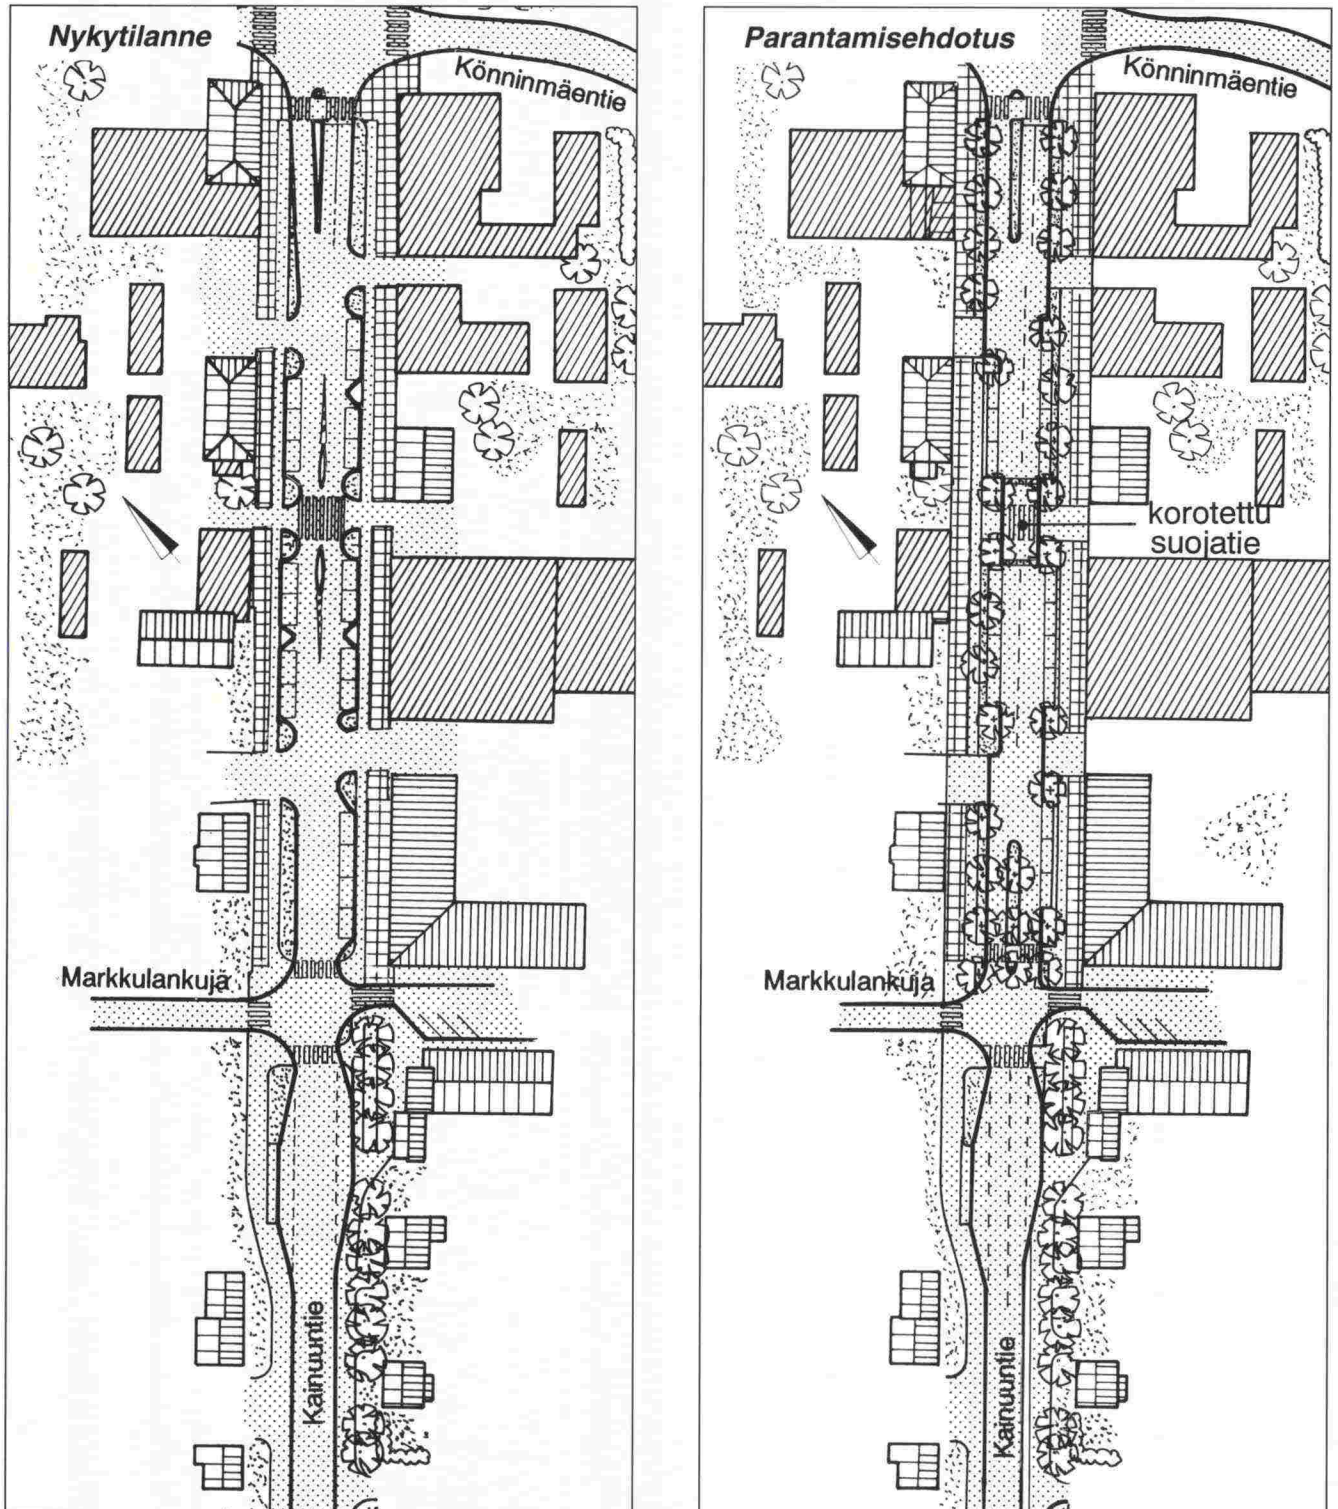 Nykytilanne
Könninmäentie
Markkulankuja
Kainuuntie
Parantamisehdotus
Könninmäentie
korotettu
suojatie
Markkulankuja
Kainuuntie